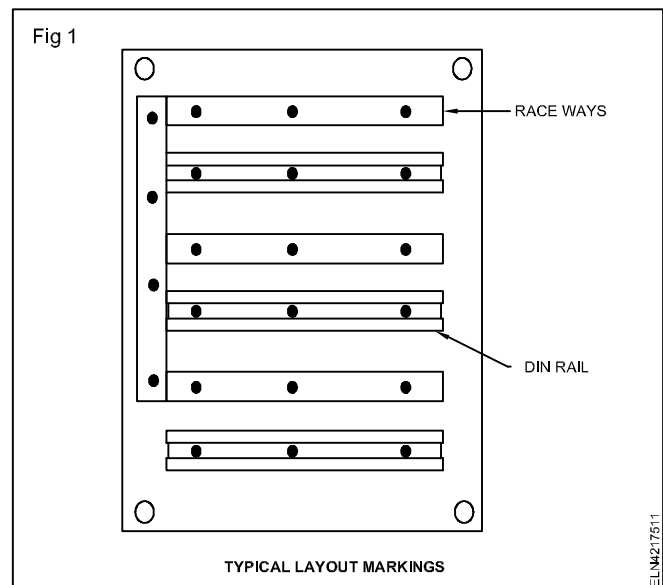 Fig 1
RACE WAYS
DIN RAIL
TYPICAL LAYOUT MARKINGS
ELN4217511